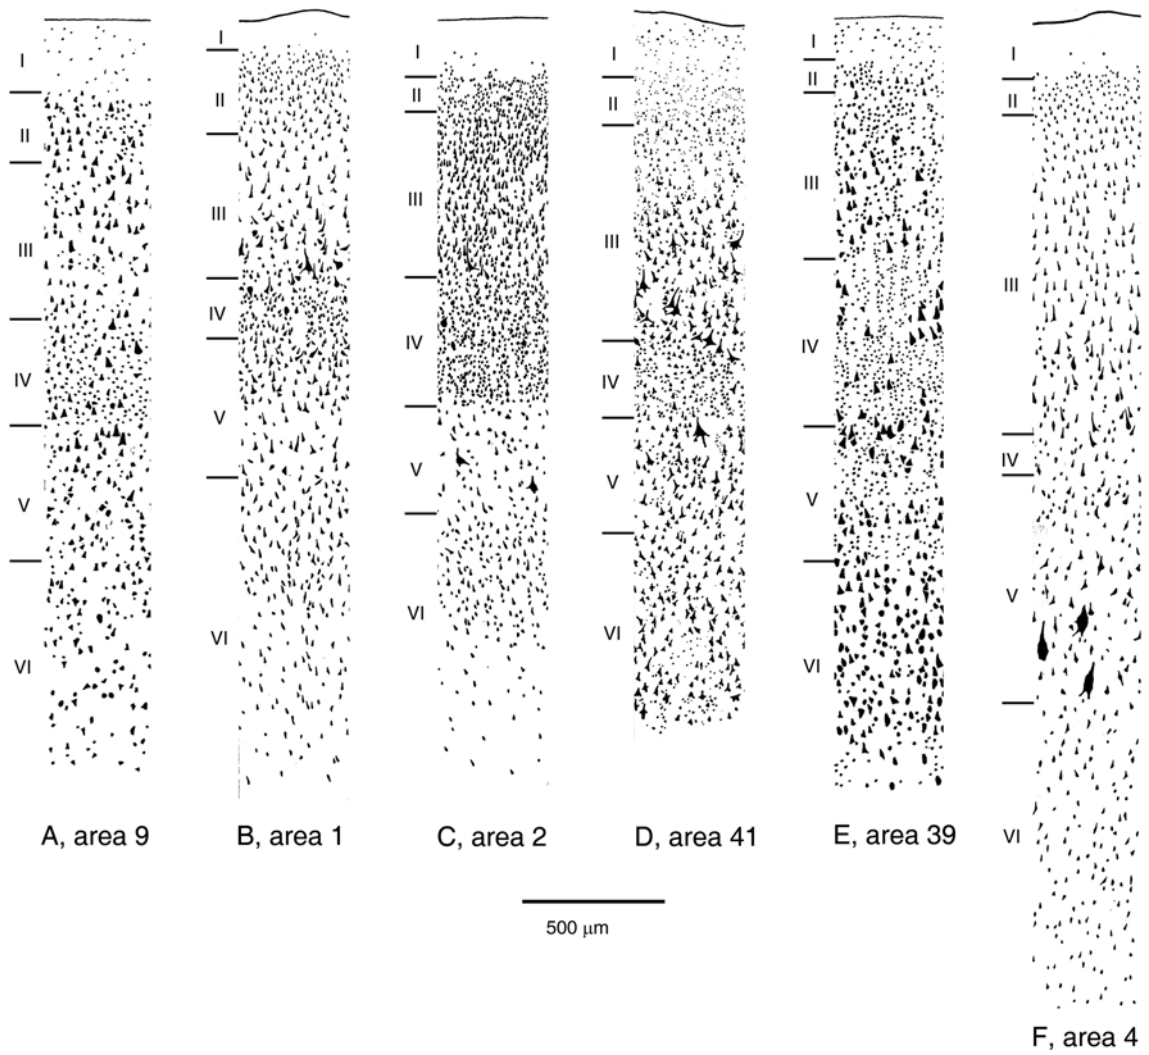 I
II
III
IV
V
VI
I
II
III
IV
V
VI
I
II
III
IV
V
VI
I
II
III
IV
V
VI
I
II
III
IV
V
VI
I
II
III
IV
V
VI
A, area 9
B, area 1
C, area 2
D, area 41
E, area 39
F, area 4
500 μm